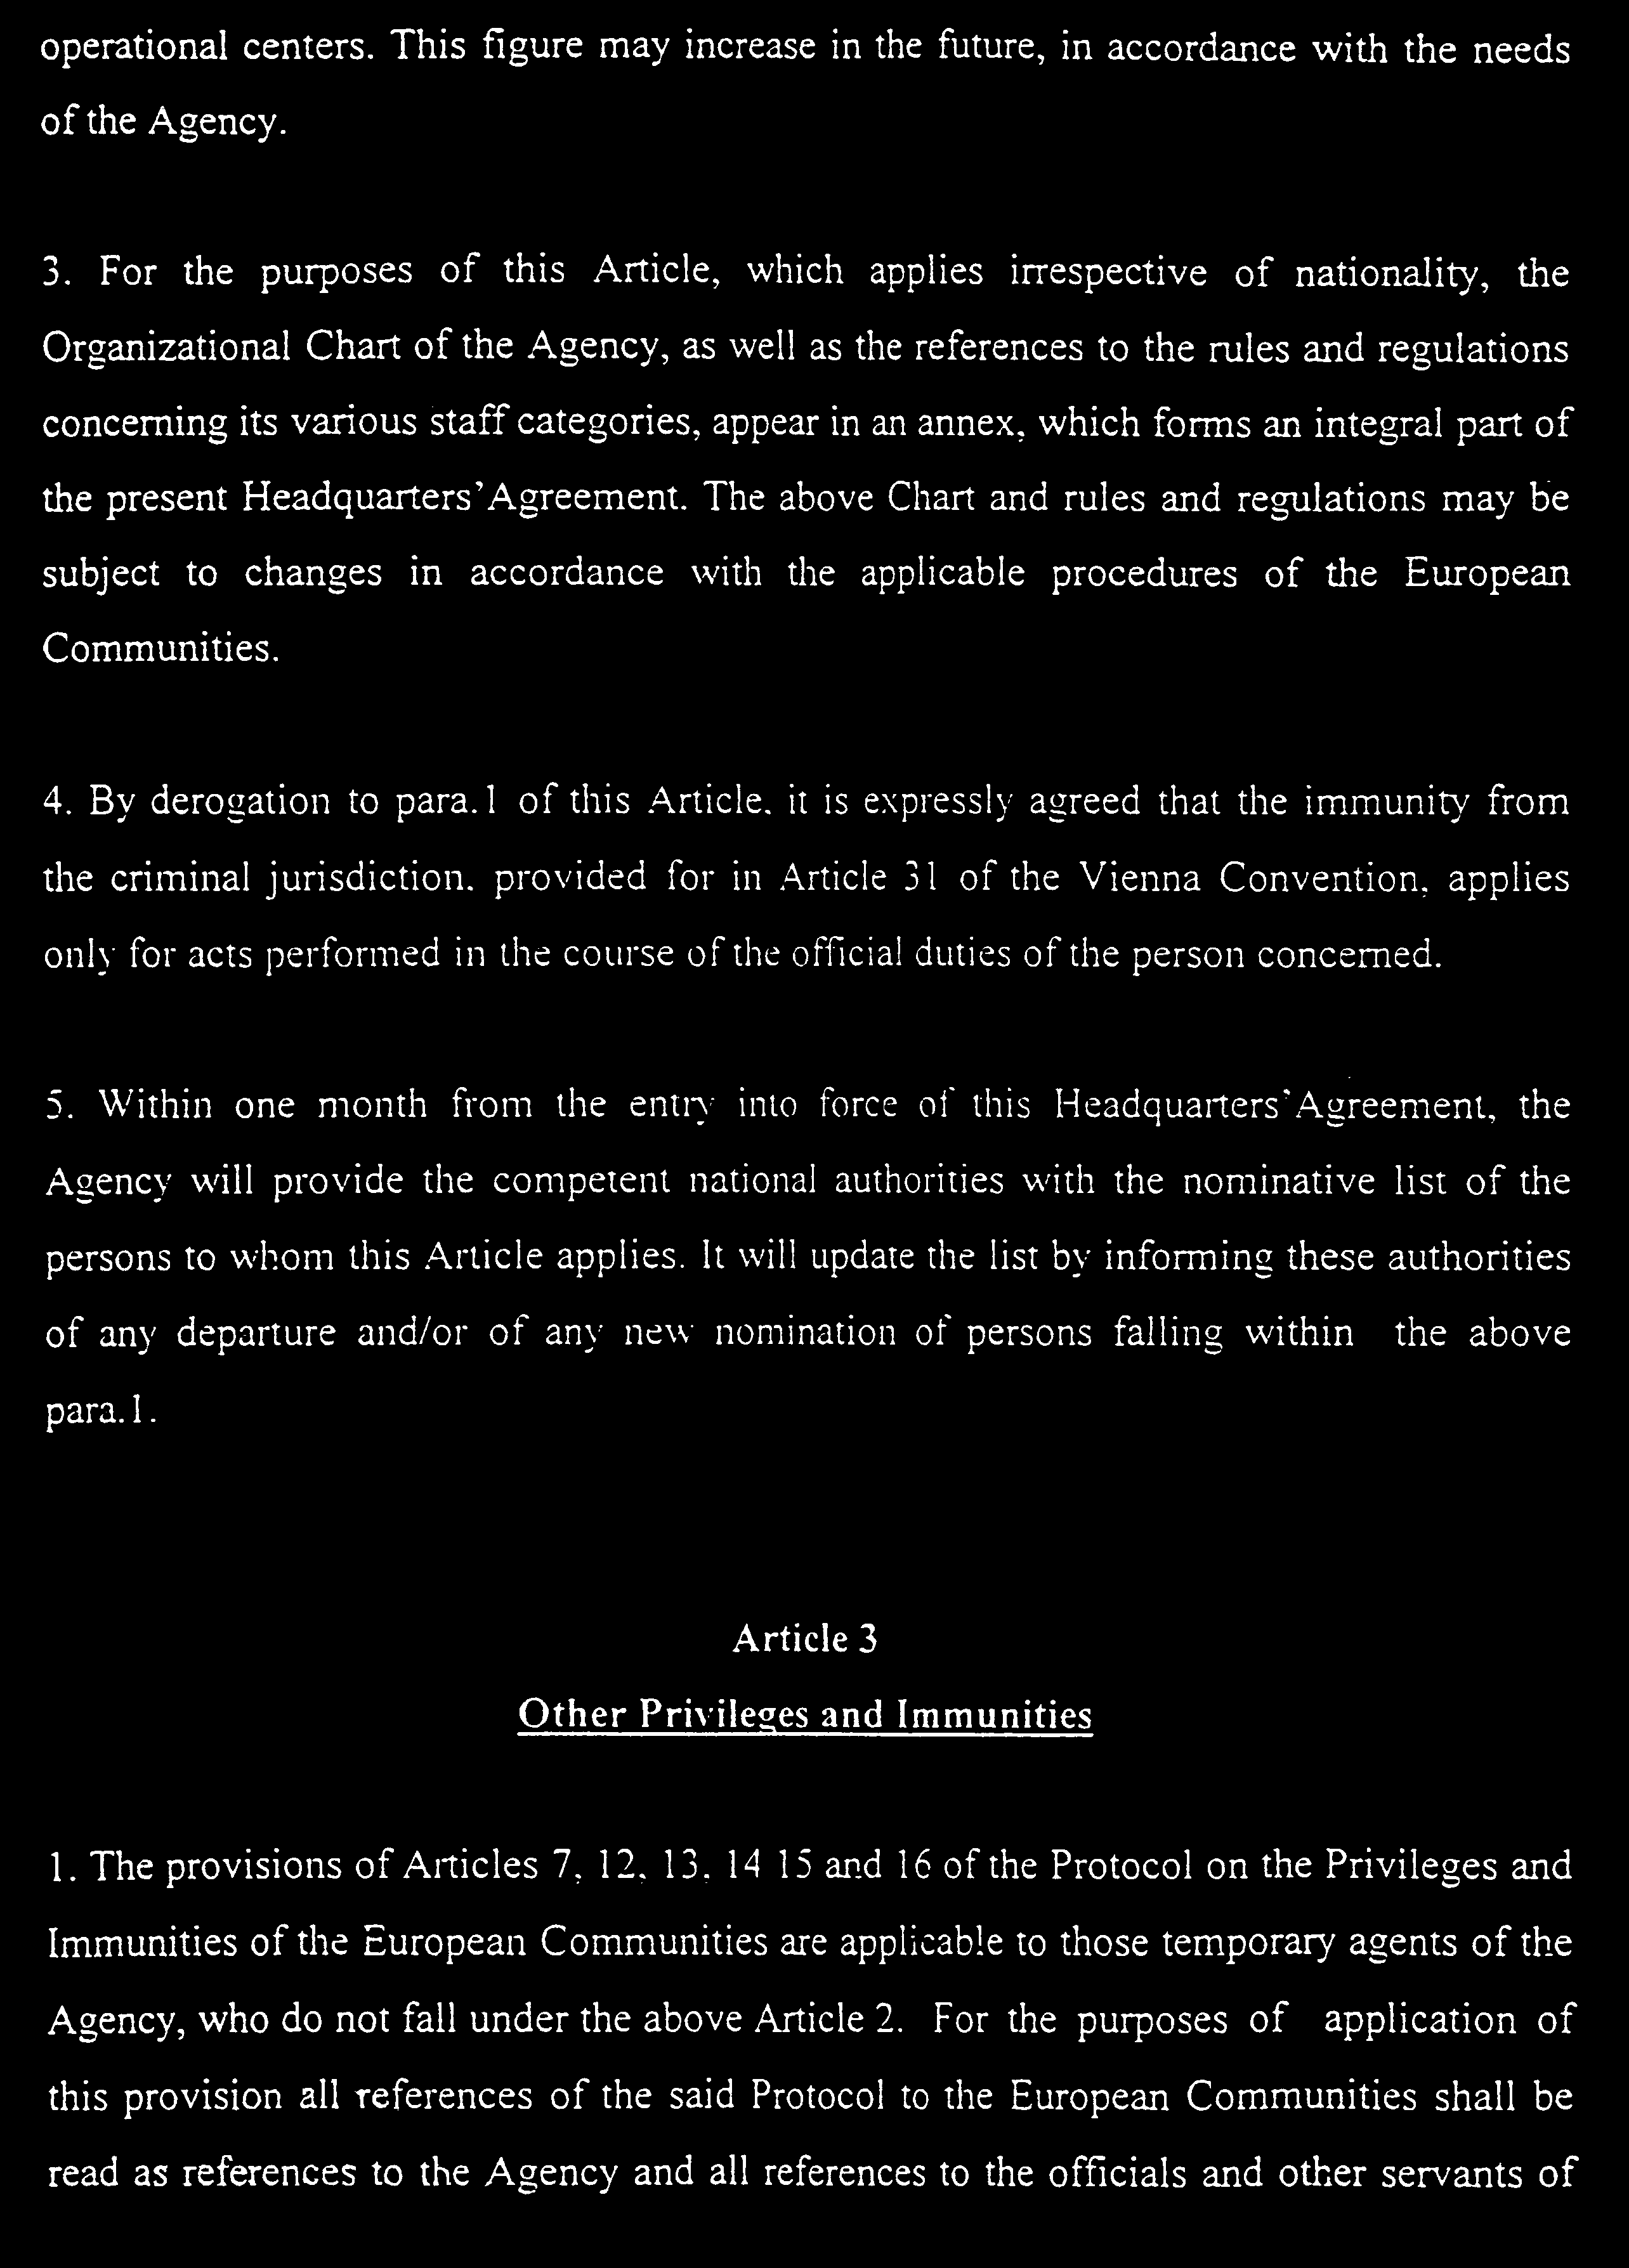 operational centers. This figure may increase in the future, in accordance with the needs
of the Agency.
3. For the purposes of this Article, which applies irrespective of nationality, the
Organizational Chart of the Agency, as well as the references to the rules and regulations
concerning its various staff categories, appear in an annex, which forms an integral part of
the present Headquarters' Agreement. The above Chart and rules and regulations may be
subject to changes in accordance with the applicable procedures of the European
Communities.
4. By derogation to para.1 of this Article, it is expressly agreed that the immunity from
the criminal jurisdiction, provided for in Article 31 of the Vienna Convention, applies
only for acts performed in the course of the official duties of the person concerned.
5. Within one month from the entry into force of this Headquarters' Agreement, the
Agency will provide the competent national authorities with the nominative list of the
persons to whom this Article applies. It will update the list by informing these authorities
of any departure and/or of any new nomination of persons falling within the above
para.1.
Article 3
Other Privileges and Immunities
1. The provisions of Articles 7, 12, 13, 14 15 and 16 of the Protocol on the Privileges and
Immunities of the European Communities are applicable to those temporary agents of the
Agency, who do not fall under the above Article 2. For the purposes of application of
this provision all references of the said Protocol to the European Communities shall be
read as references to the Agency and all references to the officials and other servants of